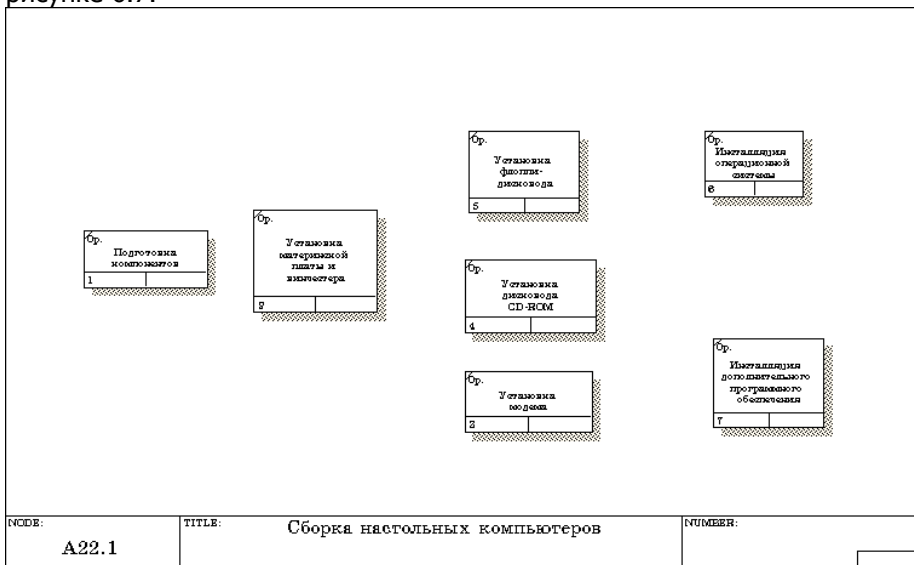 рисунке 6.7.
0р.
Установка
флоппи-
дисковода
5
0р.
Инсталляция
операционной
системы
6
0р.
Подготовка
компонентов
1
0р.
Установка
материнской
платы и
винчестера
9
0р.
Установка
дисковода
CD-ROM
4
0р.
Инсталляция
дополнительного
программного
обеспечения
7
0р.
Установка
модема
2
NODE:
A22.1
TITLE:
Сборка настольных компьютеров
NUMBER: